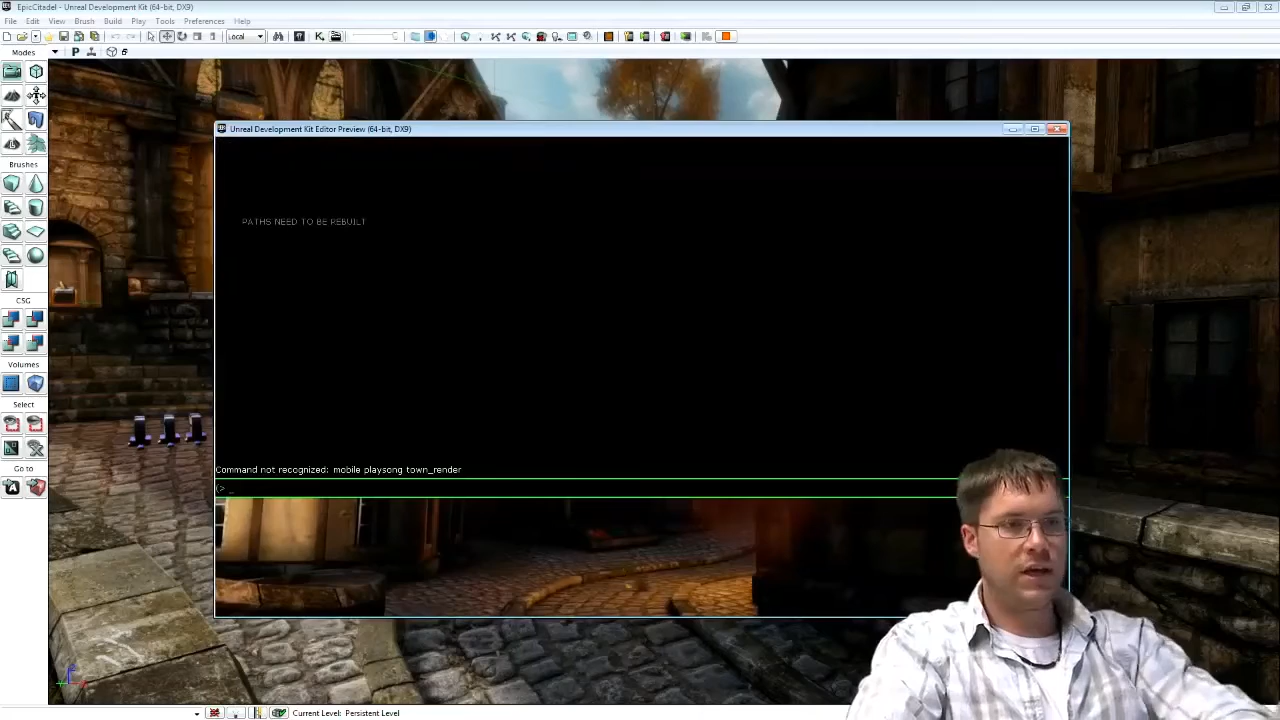 EpicCitadel - Unreal Development Kit (64-bit, DX9)
File Edit View Brush Build Play Tools Preferences Help
Local
Modes
P
Brushes
CSG
Volumes
Select
Go to
Unreal Development Kit Editor Preview (64-bit, DX9)
PATHS NEED TO BE REBUILT
Command not recognized: mobile playsong town_render
(> _
Current Level: Persistent Level